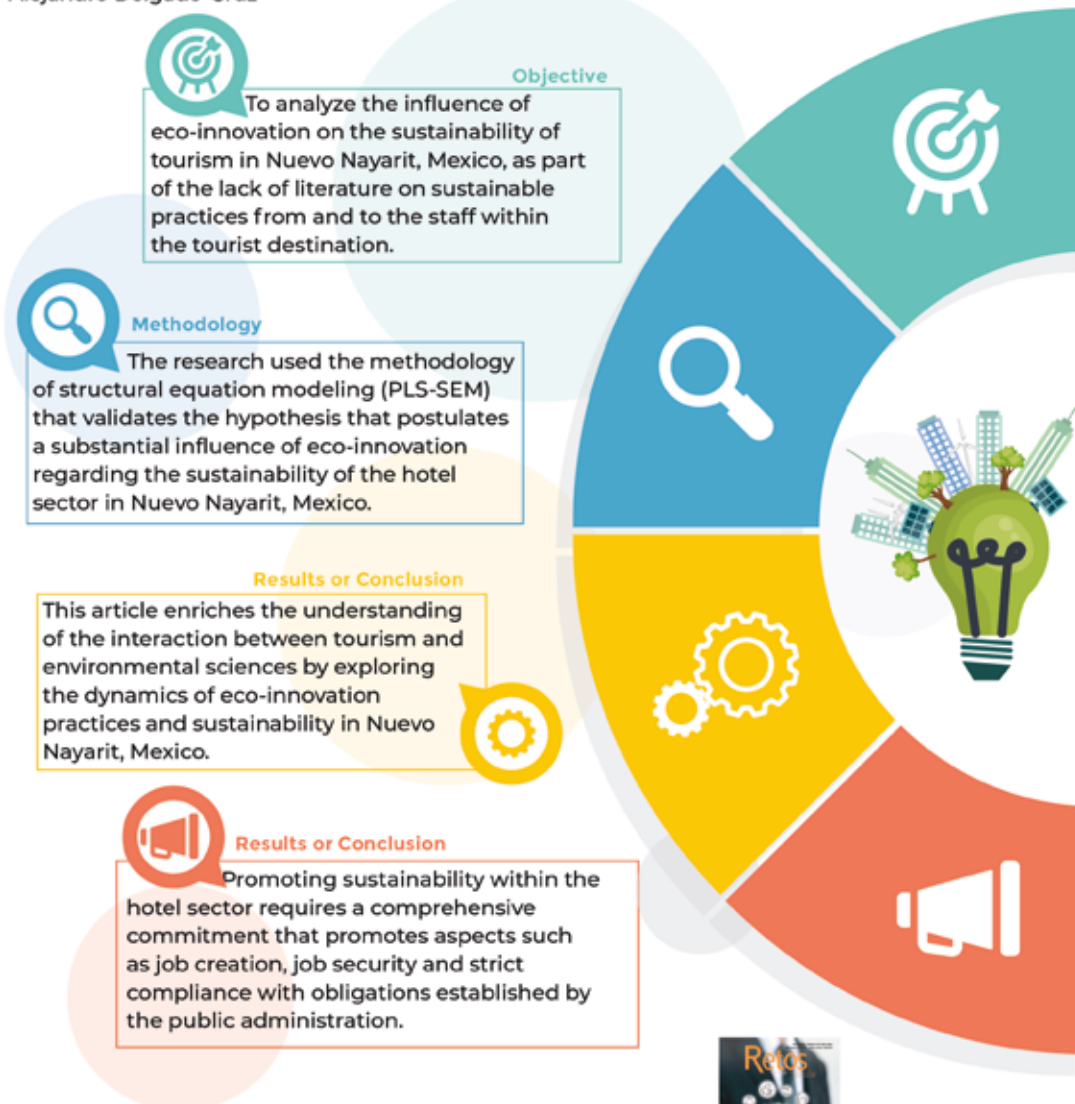 Objective
To analyze the influence of
eco-innovation on the sustainability of
tourism in Nuevo Nayarit, Mexico, as part
of the lack of literature on sustainable
practices from and to the staff within
the tourist destination.
Methodology
The research used the methodology
of structural equation modeling (PLS-SEM)
that validates the hypothesis that postulates
a substantial influence of eco-innovation
regarding the sustainability of the hotel
sector in Nuevo Nayarit, Mexico.
Results or Conclusion
This article enriches the understanding
of the interaction between tourism and
environmental sciences by exploring
the dynamics of eco-innovation
practices and sustainability in Nuevo
Nayarit, Mexico.
Results or Conclusion
Promoting sustainability within the
hotel sector requires a comprehensive
commitment that promotes aspects such
as job creation, job security and strict
compliance with obligations established by
the public administration.
Retos